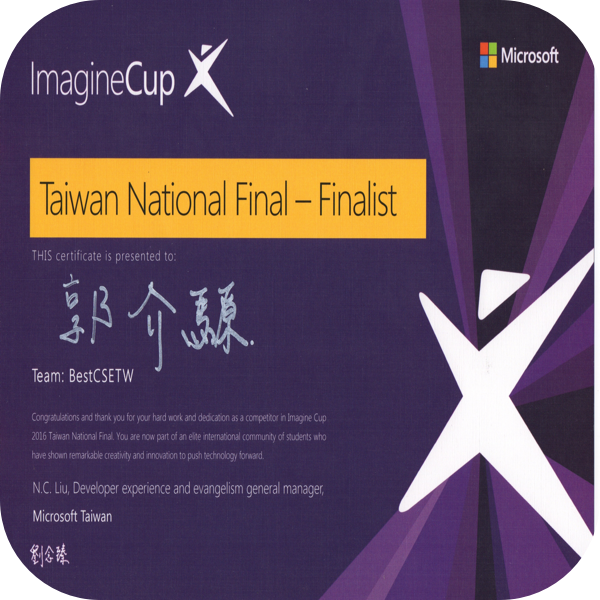 ImagineCup
Microsoft
Taiwan National Final – Finalist
THIS certificate is presented to:
郭介騵.
Team: BestCSETW
Congratulations and thank you for your hard work and dedication as a competitor in Imagine Cup
2016 Taiwan National Final. You are now part of an elite international community of students who
have shown remarkable creativity and innovation to push technology forward.
N.C. Liu, Developer experience and evangelism general manager,
Microsoft Taiwan